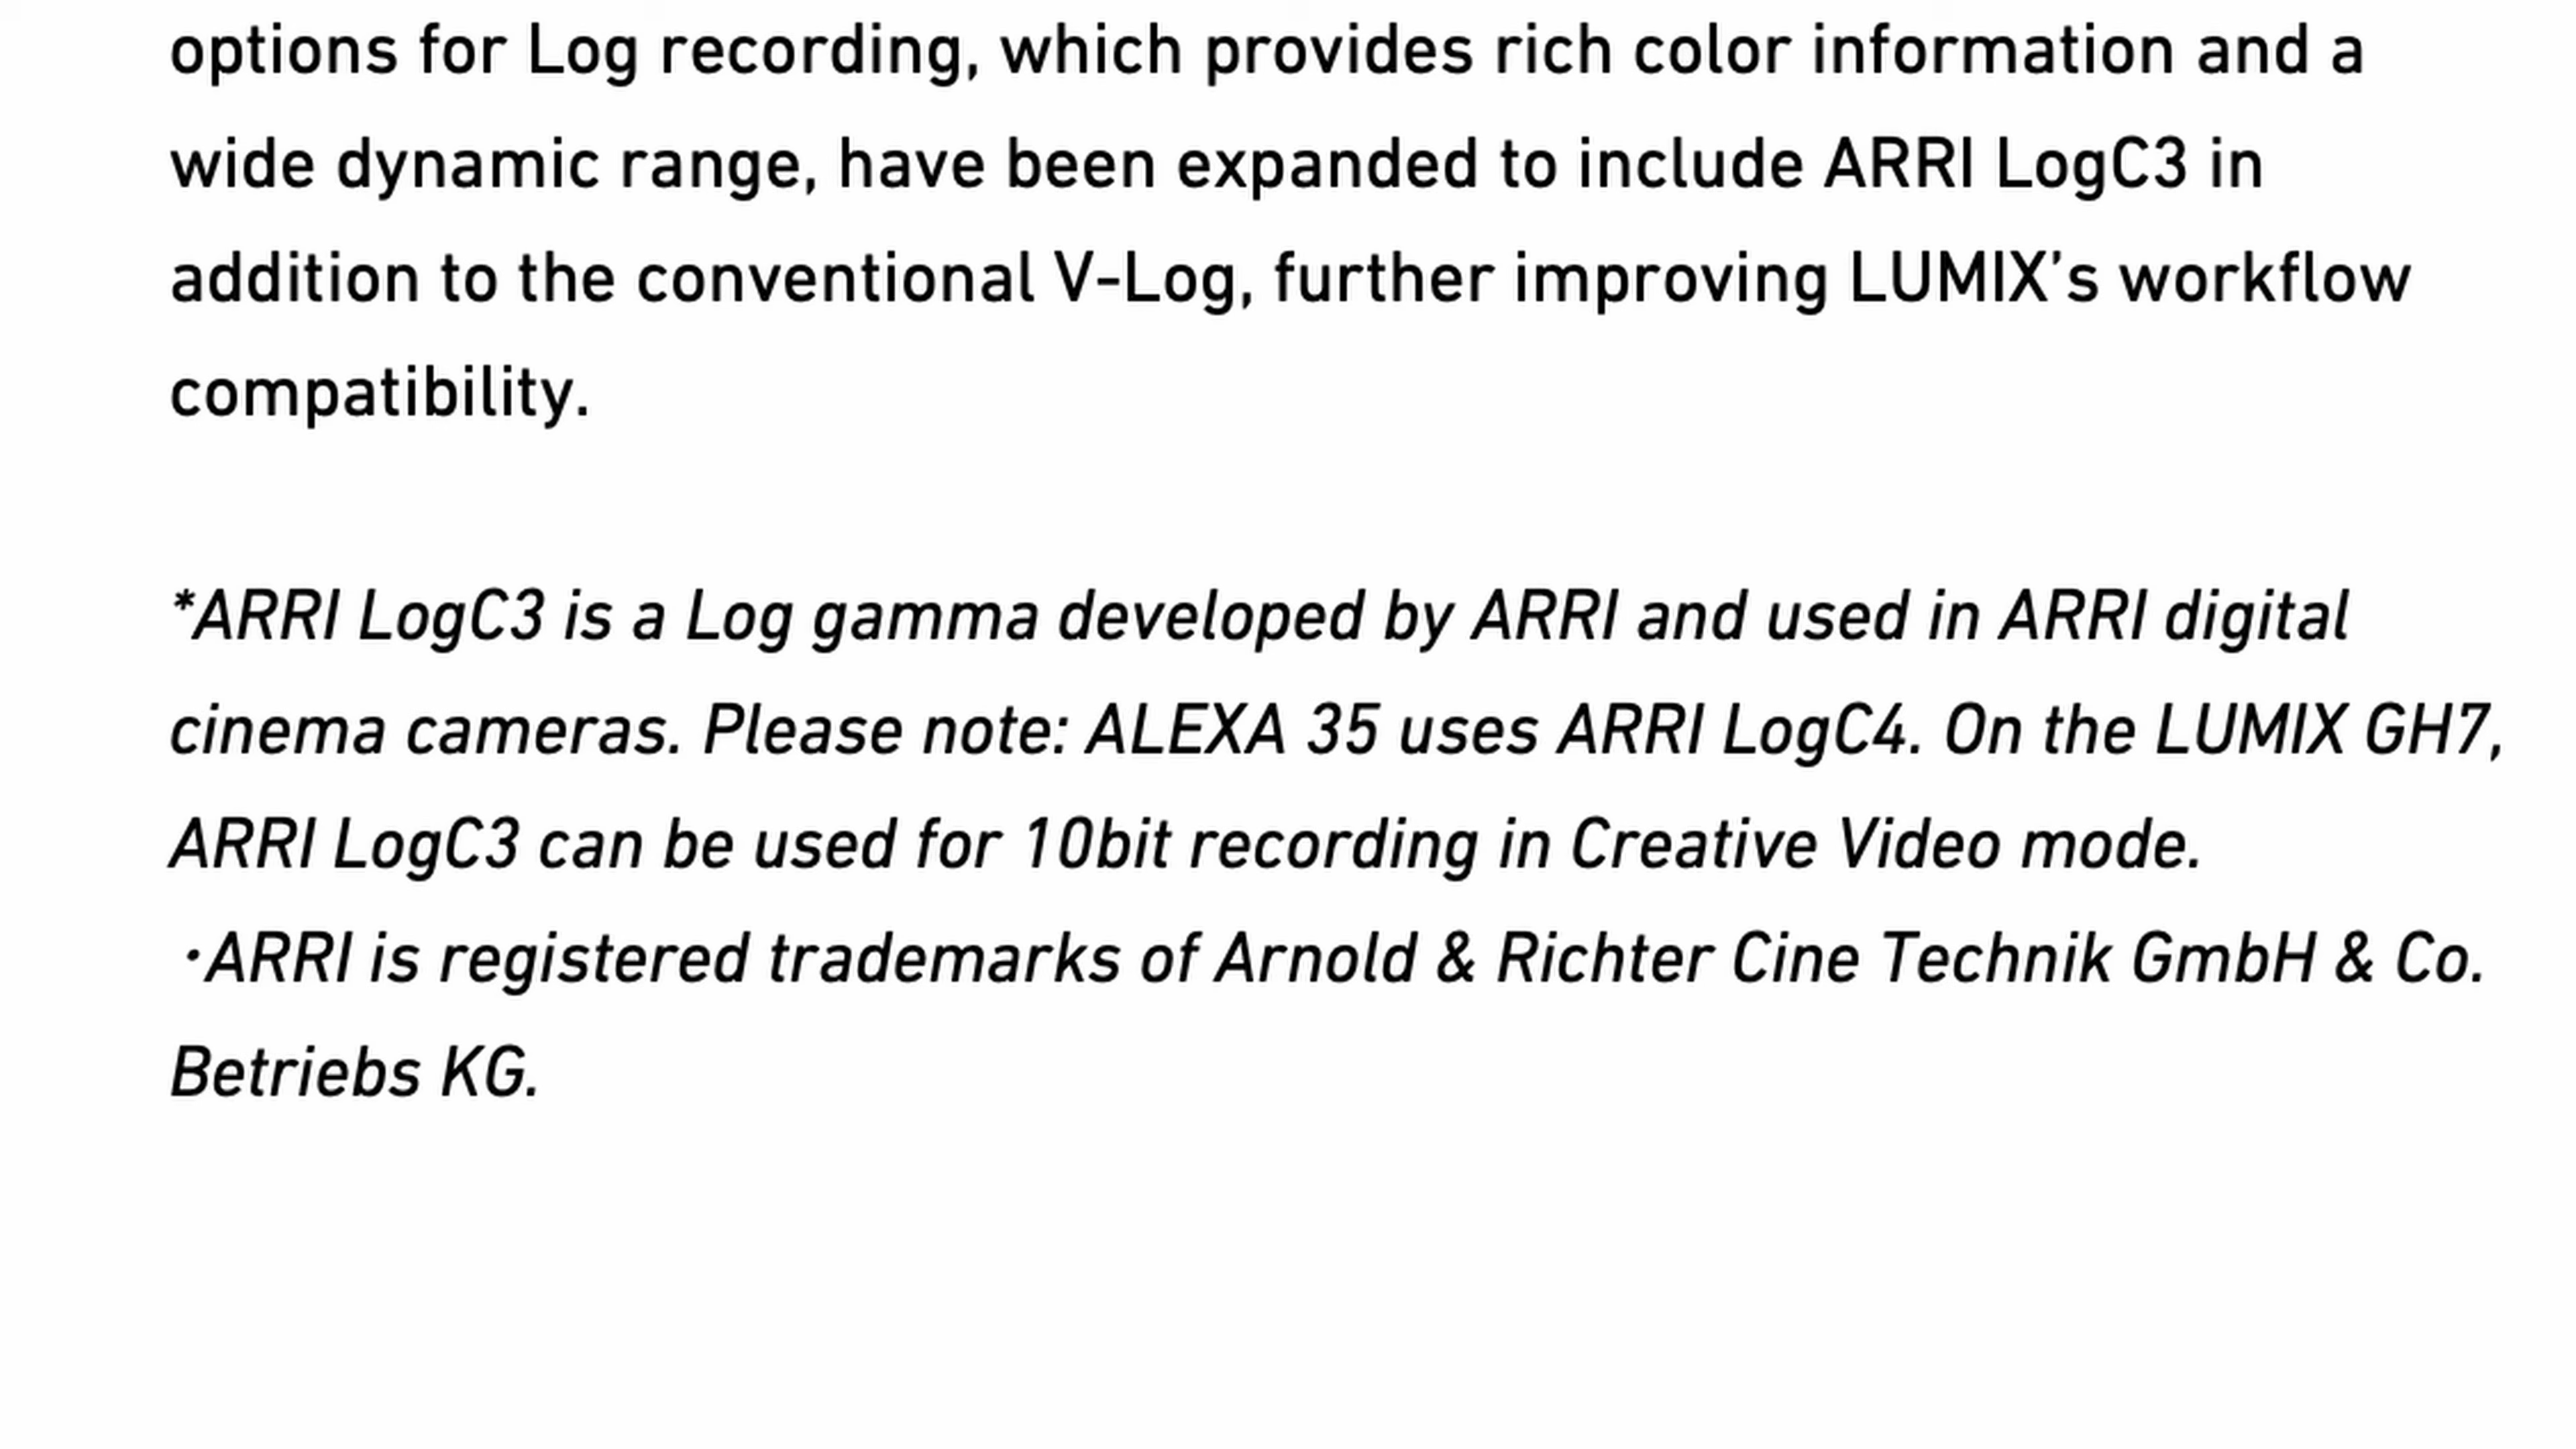 options for Log recording, which provides rich color information and a
wide dynamic range, have been expanded to include ARRI LogC3 in
addition to the conventional V-Log, further improving LUMIX’s workflow
compatibility.
*ARRI LogC3 is a Log gamma developed by ARRI and used in ARRI digital
cinema cameras. Please note: ALEXA 35 uses ARRI LogC4. On the LUMIX GH7,
ARRI LogC3 can be used for 10bit recording in Creative Video mode.
・ARRI is registered trademarks of Arnold & Richter Cine Technik GmbH & Co.
Betriebs KG.